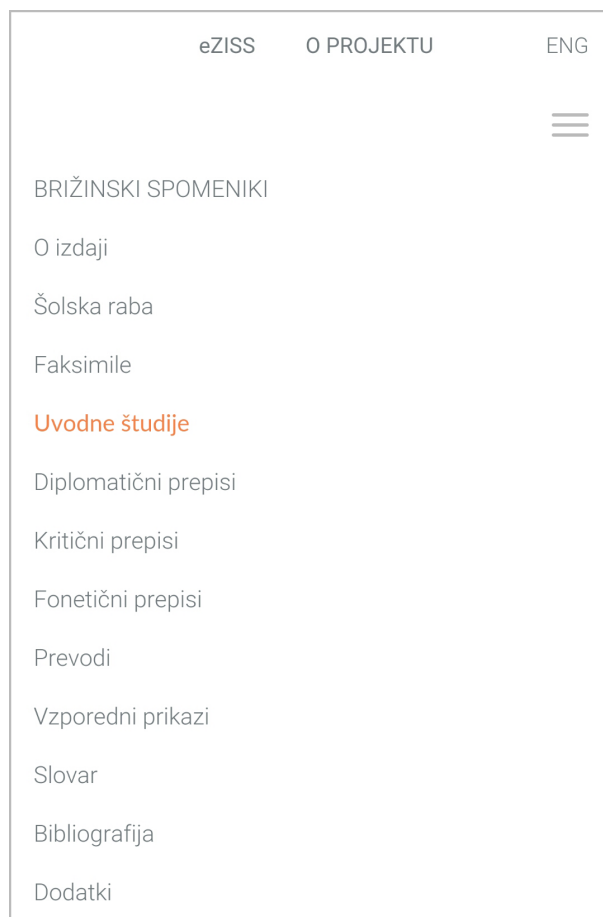 eZISS O PROJEKTU ENG
BRIŽINSKI SPOMENIKI
O izdaji
Šolska raba
Faksimile
Uvodne študije
Diplomatični prepisi
Kritični prepisi
Fonetični prepisi
Prevodi
Vzporedni prikazi
Slovar
Bibliografija
Dodatki